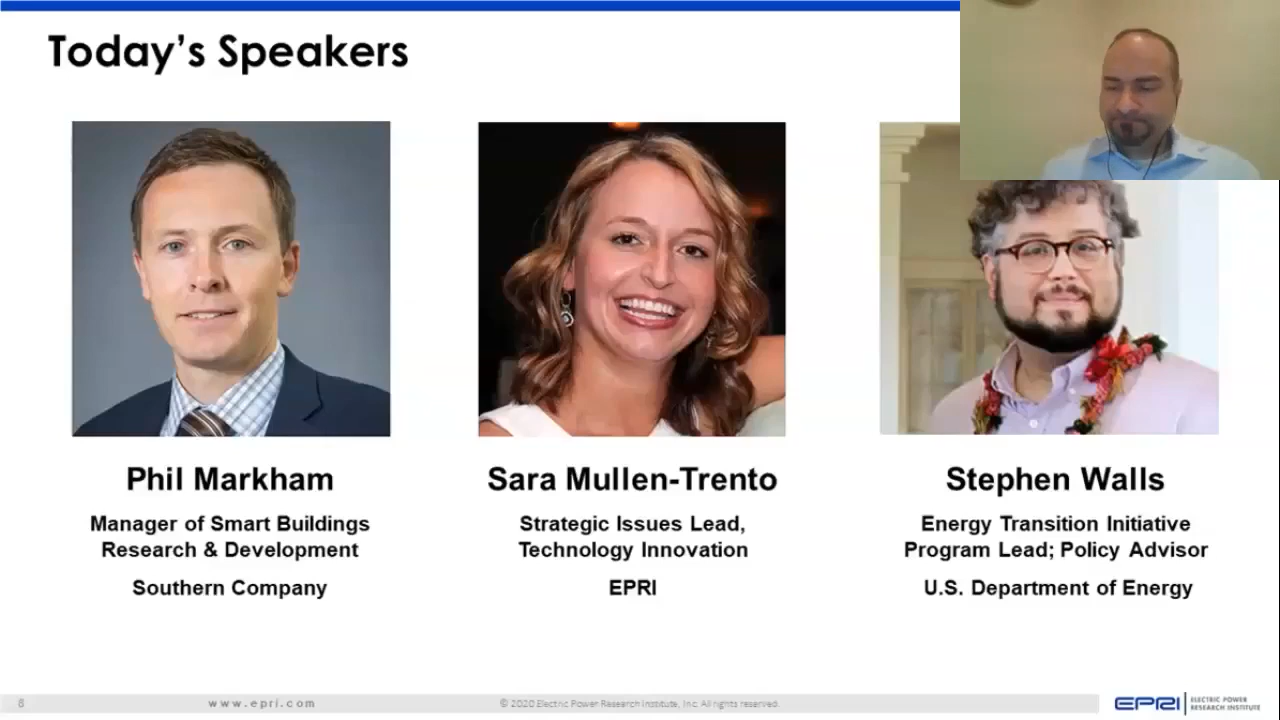 Today's Speakers
Phil Markham
Manager of Smart Buildings
Research & Development
Southern Company
Sara Mullen-Trento
Strategic Issues Lead,
Technology Innovation
EPRI
Stephen Walls
Energy Transition Initiative
Program Lead; Policy Advisor
U.S. Department of Energy
8
www.epri.com
© 2020 Electric Power Research Institute, Inc. All rights reserved.
EPRI
ELECTRIC POWER
RESEARCH INSTITUTE